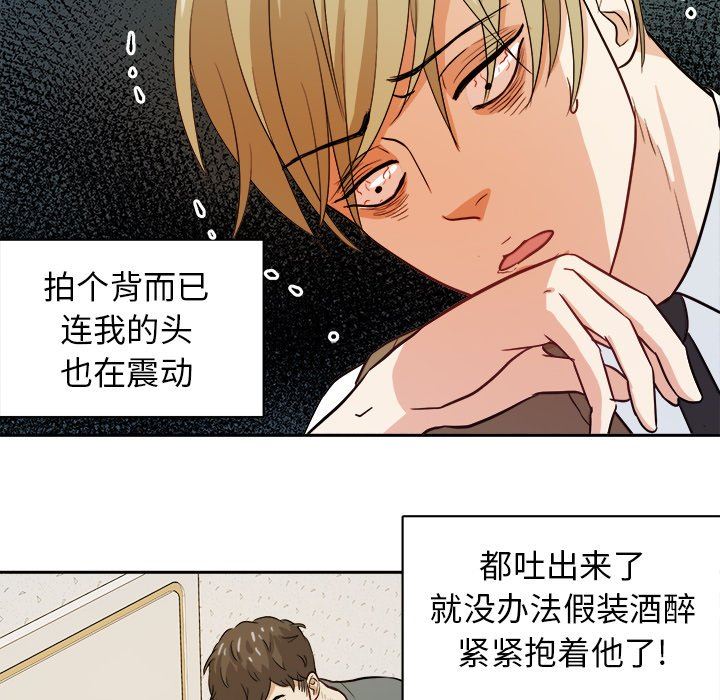 拍个背而已
连我的头
也在震动
都吐出来了
就没办法假装酒醉
紧紧抱着他了!